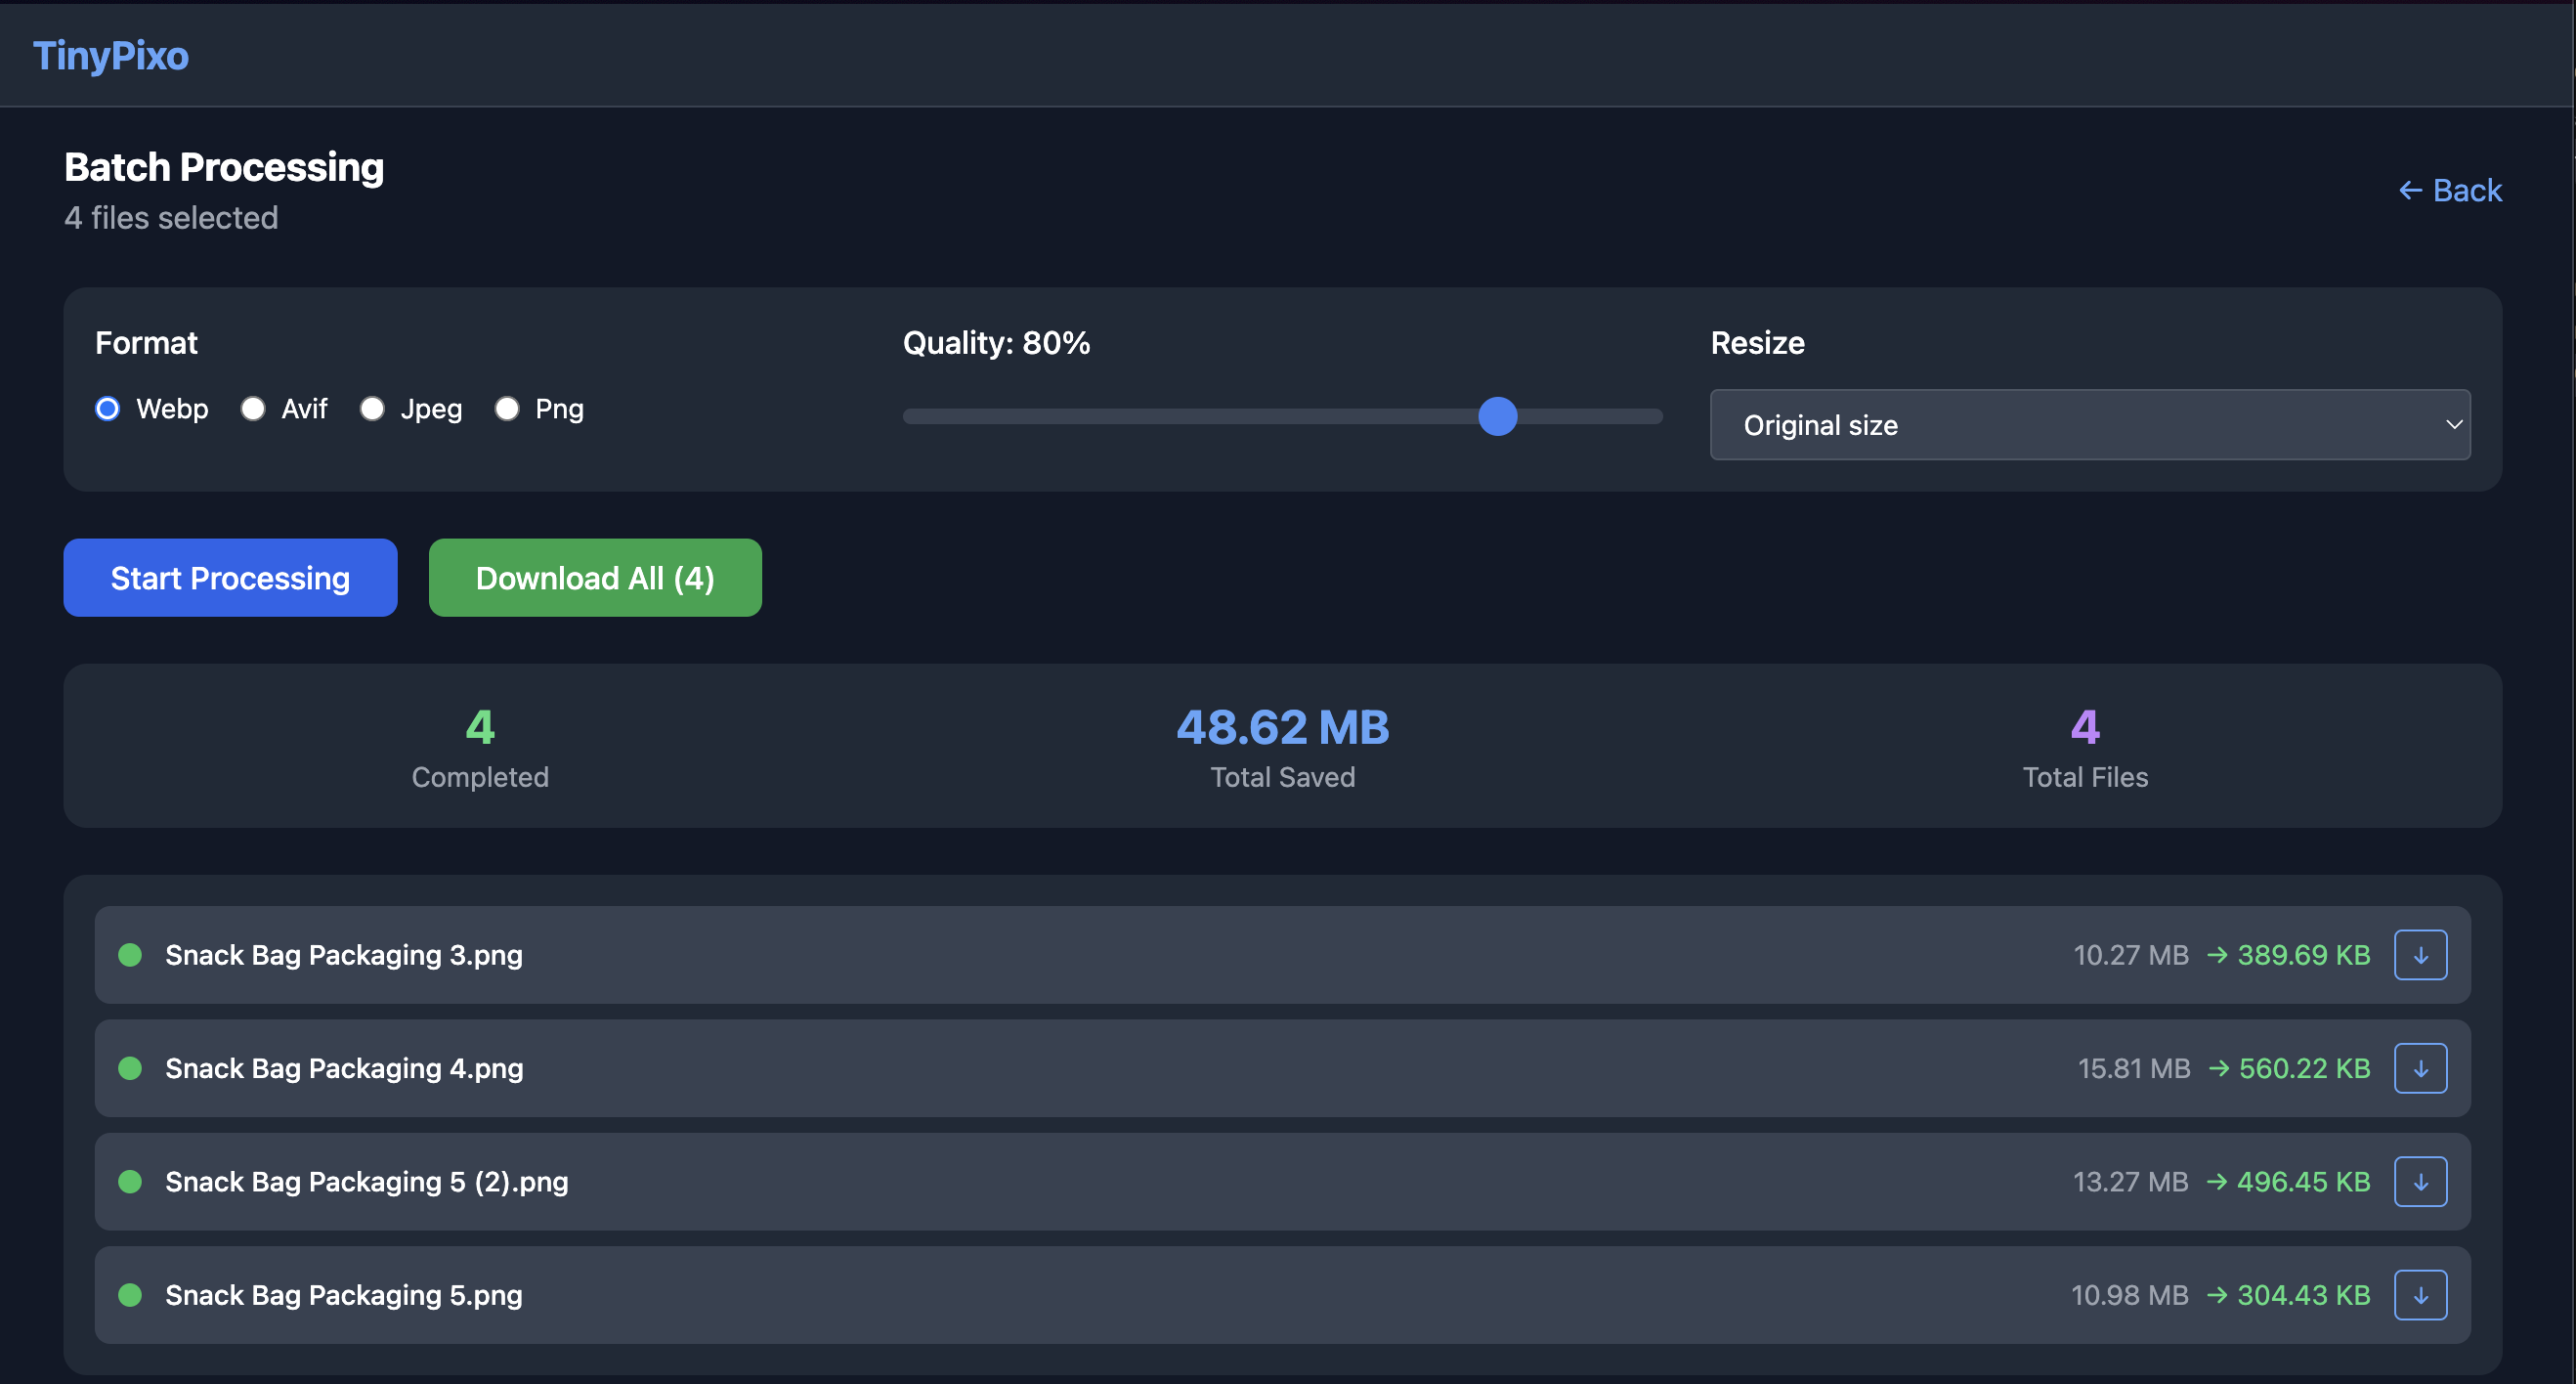 TinyPixo
Batch Processing
4 files selected
← Back
Format
Webp Avif Jpeg Png
Quality: 80%
Resize
Original size
Start Processing
Download All (4)
4
Completed
48.62 MB
Total Saved
4
Total Files
Snack Bag Packaging 3.png 10.27 MB → 389.69 KB ↓
Snack Bag Packaging 4.png 15.81 MB → 560.22 KB ↓
Snack Bag Packaging 5 (2).png 13.27 MB → 496.45 KB ↓
Snack Bag Packaging 5.png 10.98 MB → 304.43 KB ↓